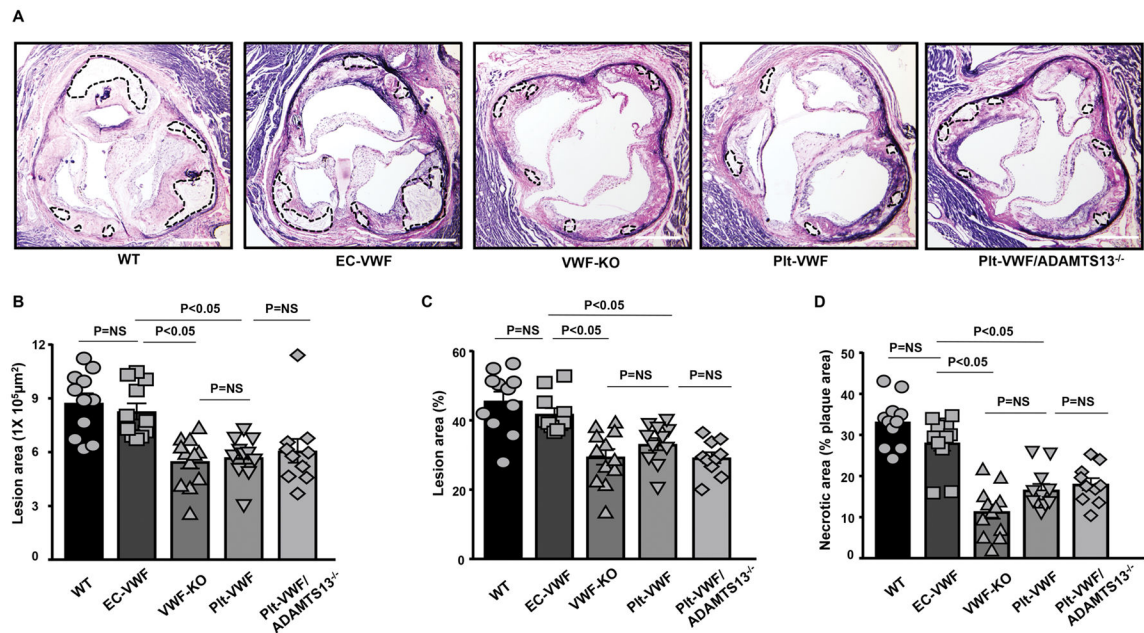 A
WT
EC-VWF
VWF-KO
Plt-VWF
Plt-VWF/ADAMTS13-/-
B
P<0.05
P=NS
P=NS
P<0.05
P=NS
Lesion area (1X 10⁵µm²)
12
9
6
3
0
WT
EC-VWF
VWF-KO
Plt-VWF
Plt-VWF/
ADAMTS13-/-
C
P<0.05
P=NS
P<0.05
P=NS
P=NS
Lesion area (%)
60
40
20
0
WT
EC-VWF
VWF-KO
Plt-VWF
Plt-VWF/
ADAMTS13-/-
D
P<0.05
P=NS
P<0.05
P=NS
P=NS
Necrotic area (% plaque area)
50
40
30
20
10
0
WT
EC-VWF
VWF-KO
Plt-VWF
Plt-VWF/
ADAMTS13-/-